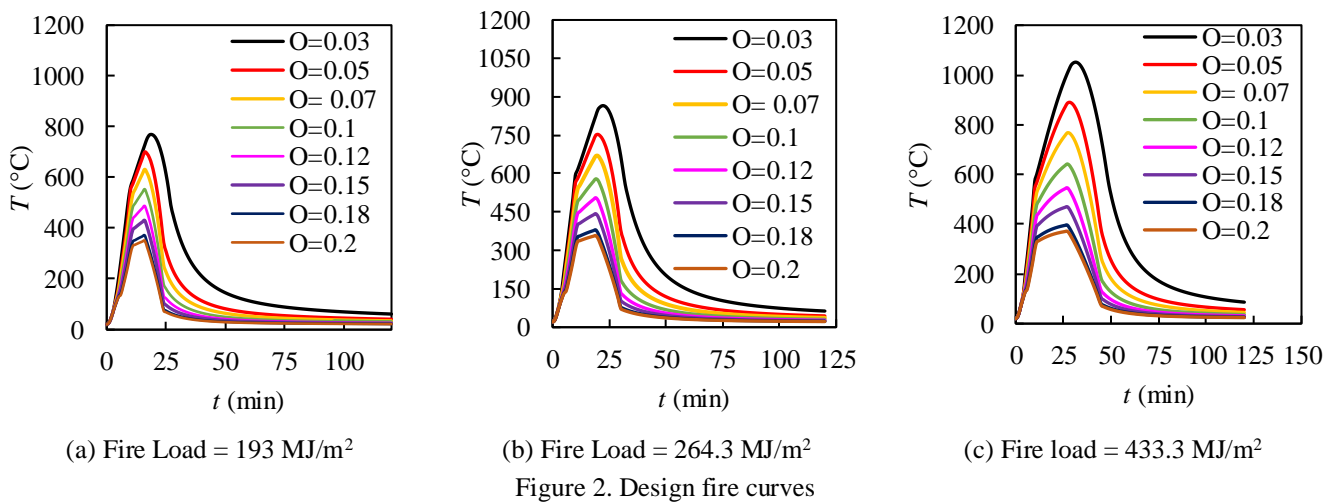 1200
1000
800
600
400
200
0
T (°C)
0 25 50 75 100
t (min)
O=0.03
O=0.05
O= 0.07
O=0.1
O=0.12
O=0.15
O=0.18
O=0.2
(a) Fire Load = 193 MJ/m²
1200
1050
900
750
600
450
300
150
0
T (°C)
0 25 50 75 100 125
t (min)
O=0.03
O=0.05
O= 0.07
O=0.1
O=0.12
O=0.15
O=0.18
O=0.2
(b) Fire Load = 264.3 MJ/m²
1200
1000
800
600
400
200
0
T (°C)
0 25 50 75 100 125 150
t (min)
O=0.03
O=0.05
O= 0.07
O=0.1
O=0.12
O=0.15
O=0.18
O=0.2
(c) Fire load = 433.3 MJ/m²
Figure 2. Design fire curves